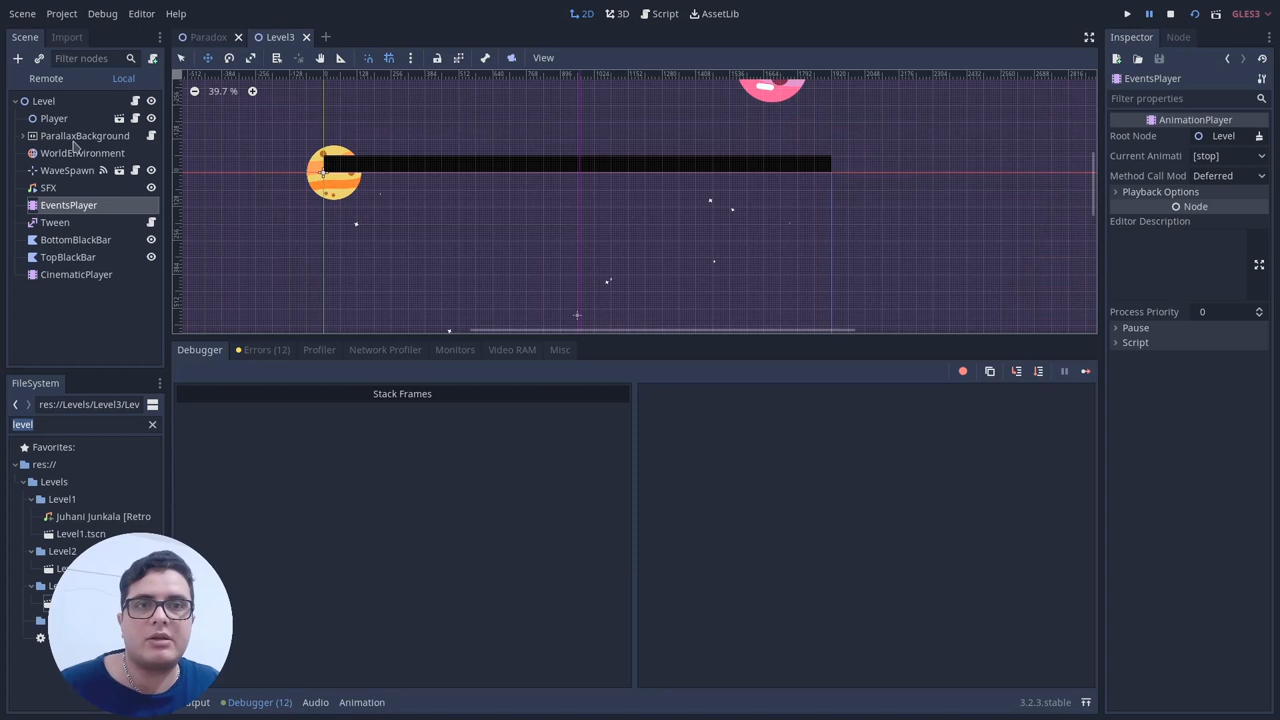 Scene Project Debug Editor Help
2D 3D Script AssetLib
GLES3
Scene Import
Paradox Level3
Inspector Node
Filter nodes
View
Remote Local
EventsPlayer
39.7 %
Filter properties
Level
Player
ParallaxBackground
WorldEnvironment
WaveSpawn
SFX
EventsPlayer
Tween
BottomBlackBar
TopBlackBar
CinematicPlayer
AnimationPlayer
Root Node Level
Current Animati [stop]
Method Call Mod Deferred
Playback Options
Node
Editor Description
Process Priority 0
Pause
Script
FileSystem
res://Levels/Level3/Lev
level
Favorites:
res://
Levels
Level1
Juhani Junkala [Retro
Level1.tscn
Level2
Le
Le
Debugger Errors (12) Profiler Network Profiler Monitors Video RAM Misc
Stack Frames
utput Debugger (12) Audio Animation
3.2.3.stable